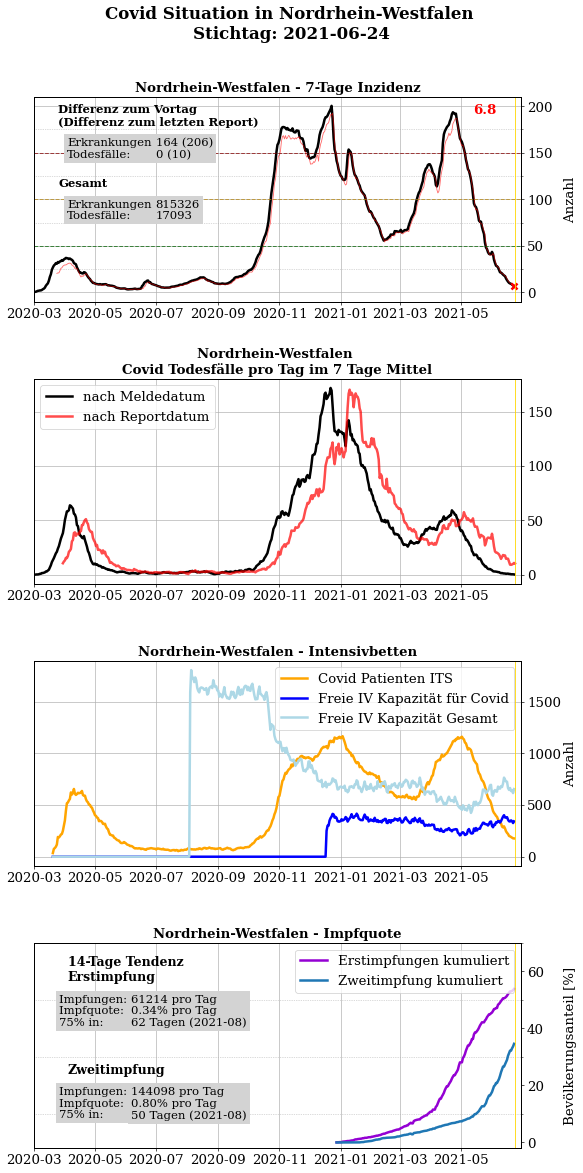 Covid Situation in Nordrhein-Westfalen
Stichtag: 2021-06-24
Nordrhein-Westfalen - 7-Tage Inzidenz
Differenz zum Vortag
(Differenz zum letzten Report)
Erkrankungen 164 (206)
Todesfälle: 0 (10)
Gesamt
Erkrankungen 815326
Todesfälle: 17093
6.8
200
150
100
50
0
Anzahl
2020-03 2020-05 2020-07 2020-09 2020-11 2021-01 2021-03 2021-05
Nordrhein-Westfalen
Covid Todesfälle pro Tag im 7 Tage Mittel
nach Meldedatum
nach Reportdatum
150
100
50
0
2020-03 2020-05 2020-07 2020-09 2020-11 2021-01 2021-03 2021-05
Nordrhein-Westfalen - Intensivbetten
Covid Patienten ITS
Freie IV Kapazität für Covid
Freie IV Kapazität Gesamt
1500
1000
500
0
Anzahl
2020-03 2020-05 2020-07 2020-09 2020-11 2021-01 2021-03 2021-05
Nordrhein-Westfalen - Impfquote
14-Tage Tendenz
Erstimpfung
Impfungen: 61214 pro Tag
Impfquote: 0.34% pro Tag
75% in: 62 Tagen (2021-08)
Zweitimpfung
Impfungen: 144098 pro Tag
Impfquote: 0.80% pro Tag
75% in: 50 Tagen (2021-08)
Erstimpfungen kumuliert
Zweitimpfung kumuliert
60
40
20
0
Bevölkerungsanteil [%]
2020-03 2020-05 2020-07 2020-09 2020-11 2021-01 2021-03 2021-05